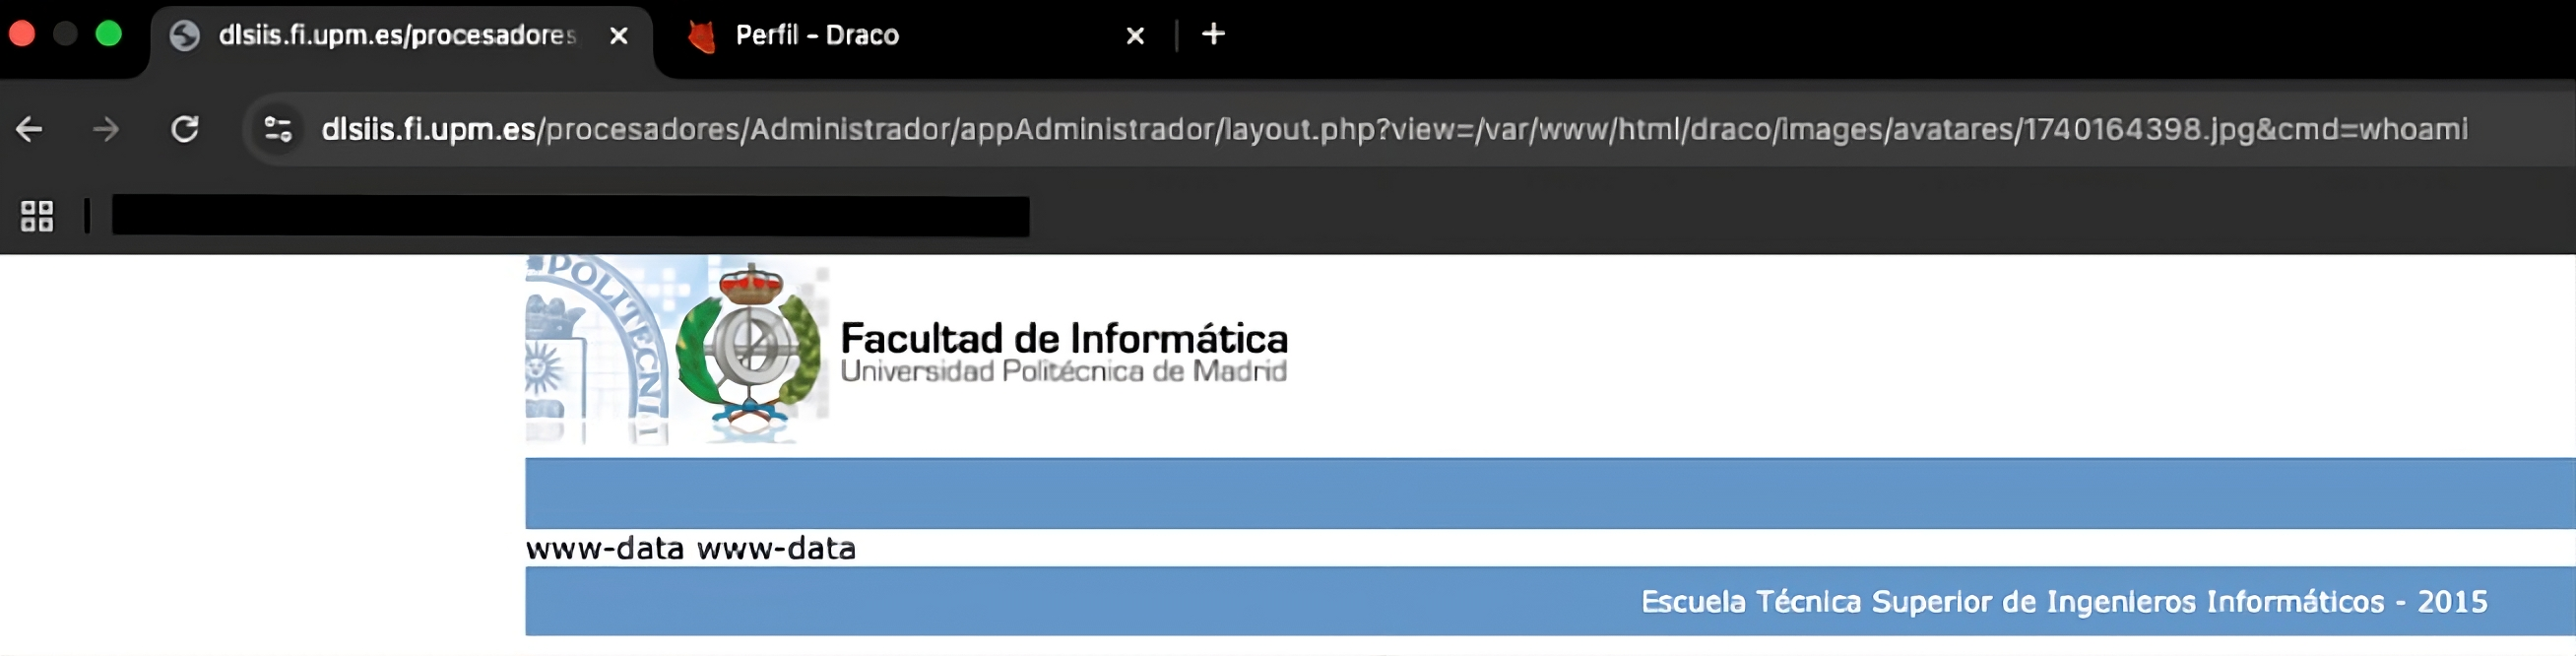 dlsiis.fi.upm.es/procesadores
Perfil - Draco
dlsiis.fi.upm.es/procesadores/Administrador/appAdministrador/layout.php?view=/var/www/html/draco/images/avatares/1740164398.jpg&cmd=whoami
POLITECNI
Facultad de Informática
Universidad Politécnica de Madrid
www-data www-data
Escuela Técnica Superior de Ingenieros Informáticos - 2015